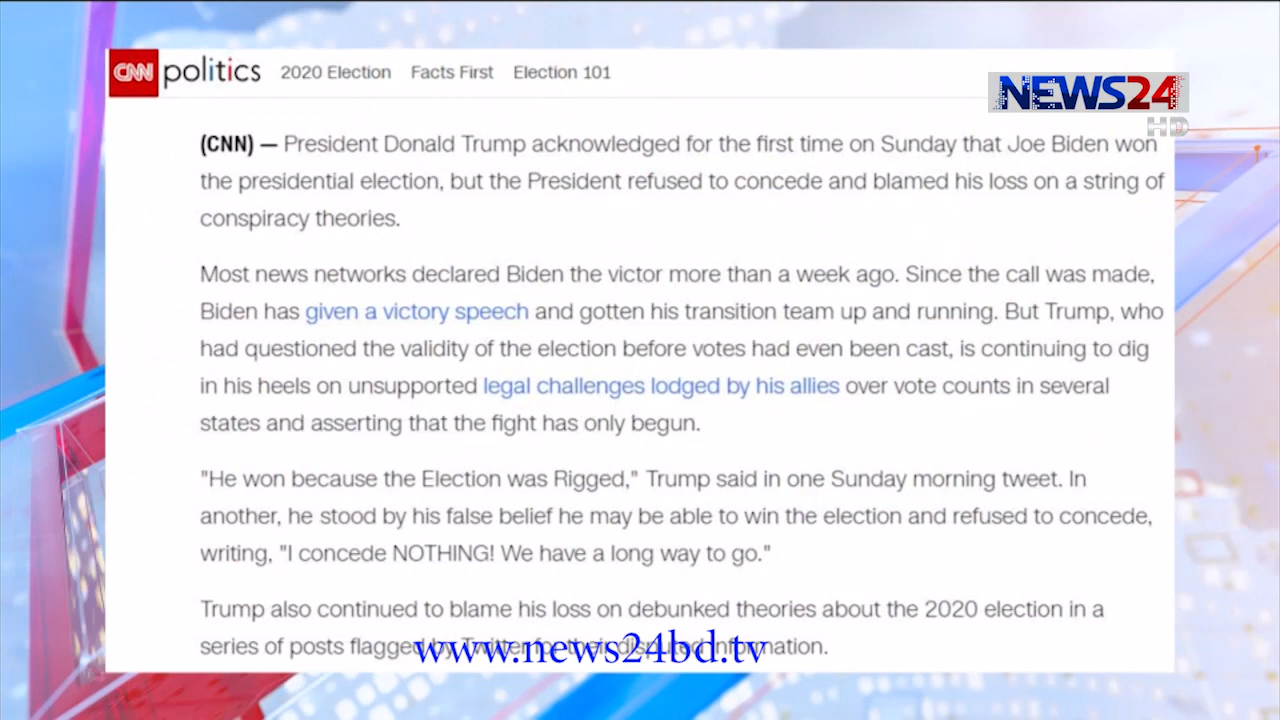 CNN politics 2020 Election Facts First Election 101
NEWS24
HD
(CNN) — President Donald Trump acknowledged for the first time on Sunday that Joe Biden won
the presidential election, but the President refused to concede and blamed his loss on a string of
conspiracy theories.
Most news networks declared Biden the victor more than a week ago. Since the call was made,
Biden has given a victory speech and gotten his transition team up and running. But Trump, who
had questioned the validity of the election before votes had even been cast, is continuing to dig
in his heels on unsupported legal challenges lodged by his allies over vote counts in several
states and asserting that the fight has only begun.
"He won because the Election was Rigged," Trump said in one Sunday morning tweet. In
another, he stood by his false belief he may be able to win the election and refused to concede,
writing, "I concede NOTHING! We have a long way to go."
Trump also continued to blame his loss on debunked theories about the 2020 election in a
series of posts flagged by Twitter for their disputed information.
www.news24bd.tv